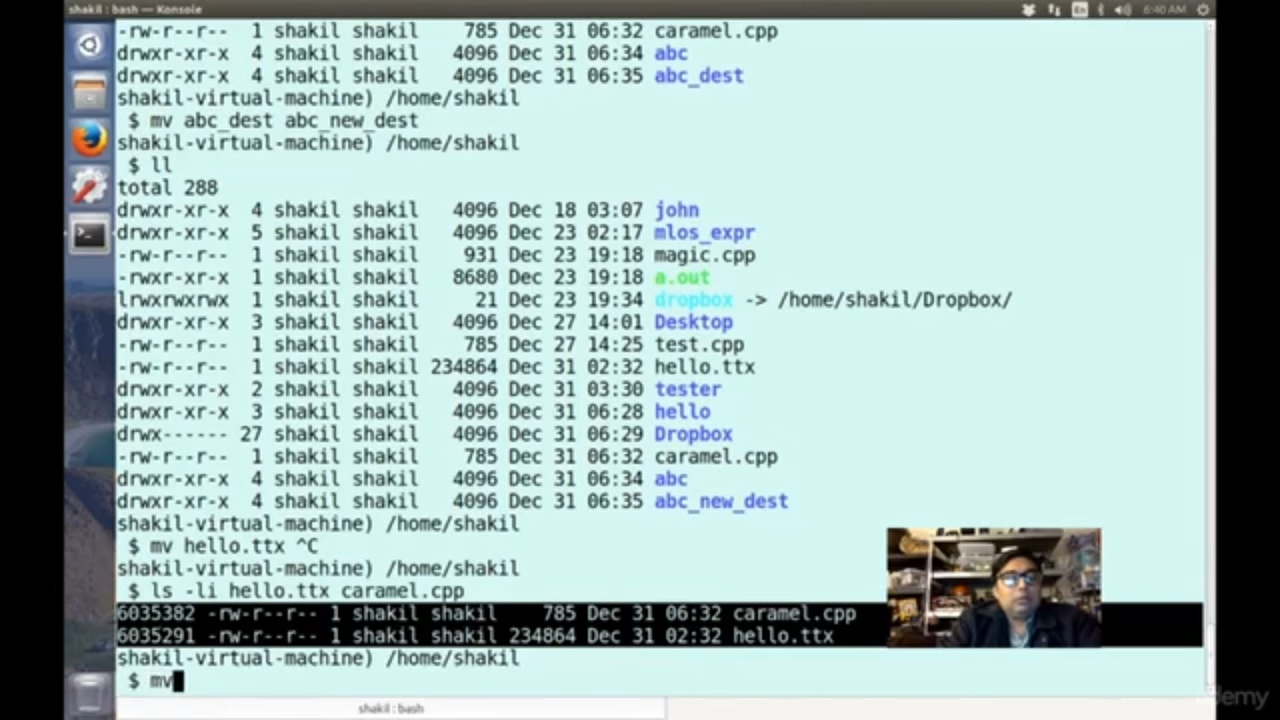 shakil : bash — Konsole
En
6:40 AM
-rw-r--r-- 1 shakil shakil 785 Dec 31 06:32 caramel.cpp
drwxr-xr-x 4 shakil shakil 4096 Dec 31 06:34 abc
drwxr-xr-x 4 shakil shakil 4096 Dec 31 06:35 abc_dest
shakil-virtual-machine) /home/shakil
$ mv abc_dest abc_new_dest
shakil-virtual-machine) /home/shakil
$ ll
total 288
drwxr-xr-x 4 shakil shakil 4096 Dec 18 03:07 john
drwxr-xr-x 5 shakil shakil 4096 Dec 23 02:17 mlos_expr
-rw-r--r-- 1 shakil shakil 931 Dec 23 19:18 magic.cpp
-rwxr-xr-x 1 shakil shakil 8680 Dec 23 19:18 a.out
lrwxrwxrwx 1 shakil shakil 21 Dec 23 19:34 dropbox -> /home/shakil/Dropbox/
drwxr-xr-x 3 shakil shakil 4096 Dec 27 14:01 Desktop
-rw-r--r-- 1 shakil shakil 785 Dec 27 14:25 test.cpp
-rw-r--r-- 1 shakil shakil 234864 Dec 31 02:32 hello.ttx
drwxr-xr-x 2 shakil shakil 4096 Dec 31 03:30 tester
drwxr-xr-x 3 shakil shakil 4096 Dec 31 06:28 hello
drwx------ 27 shakil shakil 4096 Dec 31 06:29 Dropbox
-rw-r--r-- 1 shakil shakil 785 Dec 31 06:32 caramel.cpp
drwxr-xr-x 4 shakil shakil 4096 Dec 31 06:34 abc
drwxr-xr-x 4 shakil shakil 4096 Dec 31 06:35 abc_new_dest
shakil-virtual-machine) /home/shakil
$ mv hello.ttx ^C
shakil-virtual-machine) /home/shakil
$ ls -li hello.ttx caramel.cpp
6035382 -rw-r--r-- 1 shakil shakil 785 Dec 31 06:32 caramel.cpp
6035291 -rw-r--r-- 1 shakil shakil 234864 Dec 31 02:32 hello.ttx
shakil-virtual-machine) /home/shakil
$ mv
shakil : bash